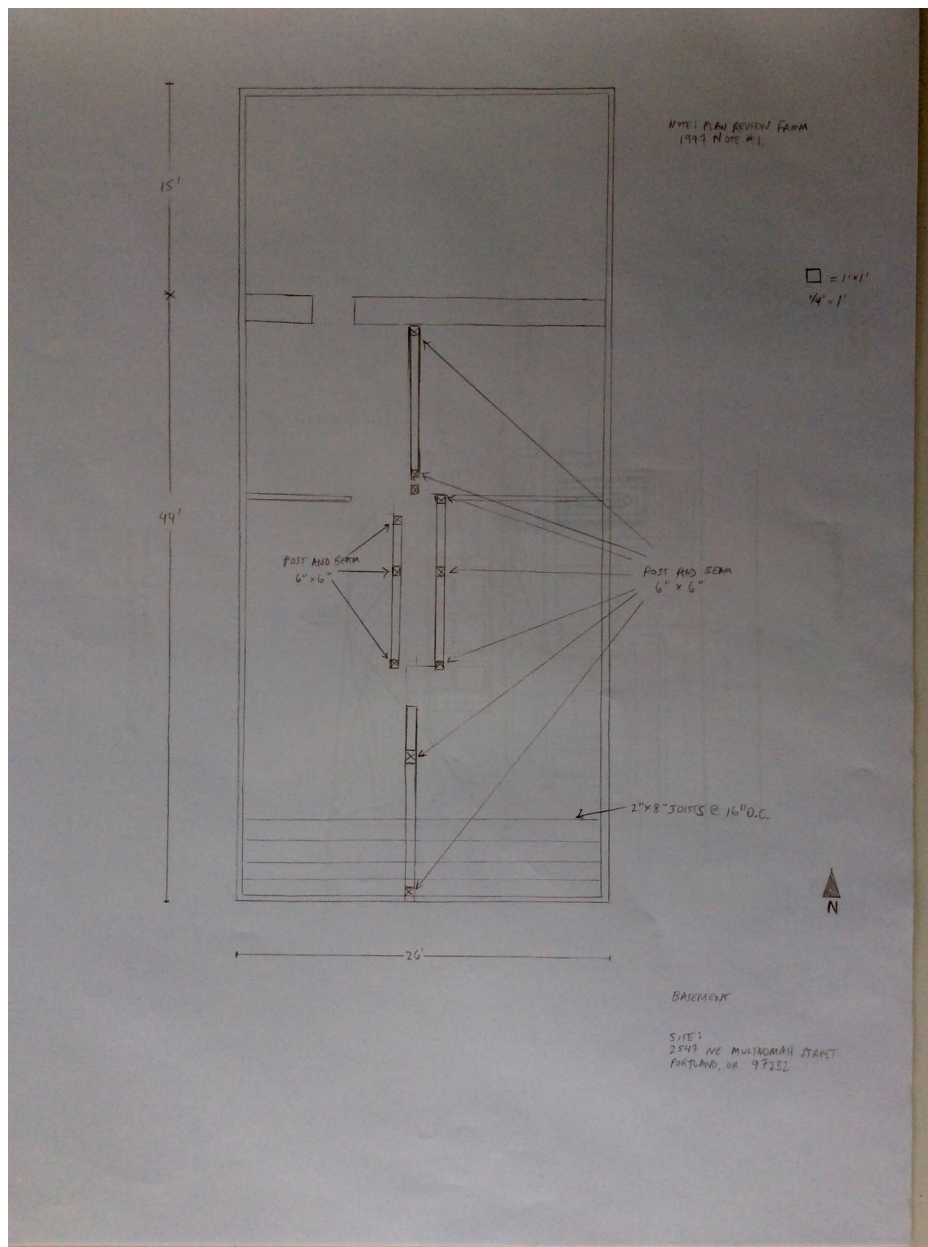 NOTE: PLAN REVIEW FROM
1997 NOTE #1.
15'
= 1'x1'
1/4" = 1'
44'
POST AND BEAM
6" x 6"
POST AND BEAM
6" x 6"
2"x8" JOISTS @ 16" O.C.
N
26'
BASEMENT
SITE:
2547 NE MULTNOMAH STREET
PORTLAND, OR 97232